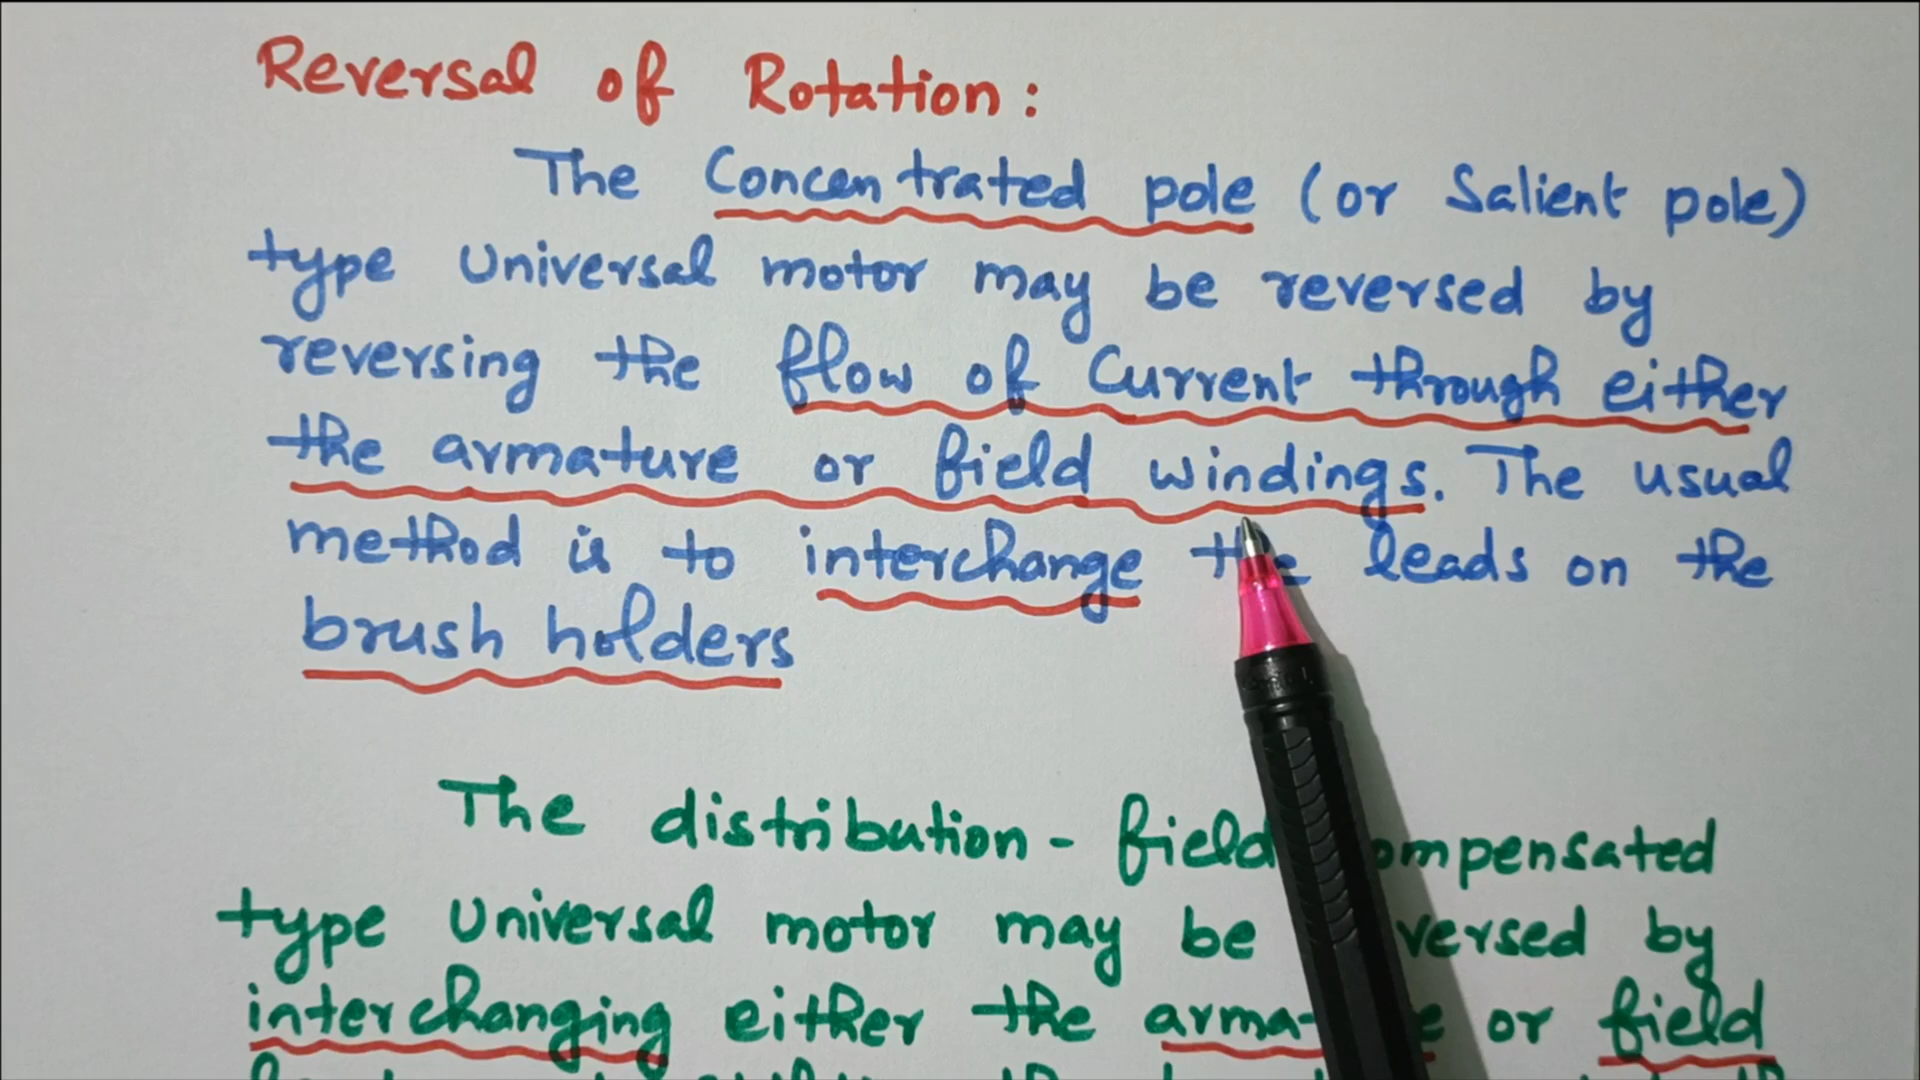 Reversal of Rotation:
The Concentrated pole (or Salient pole)
type Universal motor may be reversed by
reversing the flow of Current through either
the armature or field windings. The usual
method is to interchange the leads on the
brush holders
The distribution - field compensated
type Universal motor may be reversed by
interchanging either the armature or field